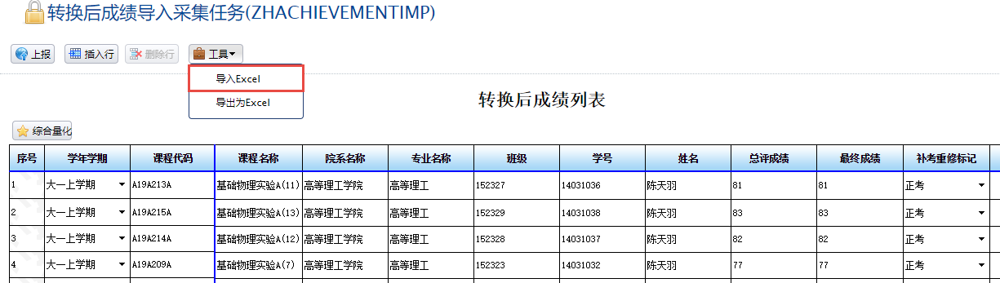 转换后成绩导入采集任务(ZHACHIEVEMENTIMP)
上报 插入行 删除行 工具
导入Excel
导出为Excel
转换后成绩列表
综合量化
序号 学年学期 课程代码 课程名称 院系名称 专业名称 班级 学号 姓名 总评成绩 最终成绩 补考重修标记
1 大一上学期 A19A213A 基础物理实验A(11) 高等理工学院 高等理工 152327 14031036 陈天羽 81 81 正考
2 大一上学期 A19A215A 基础物理实验A(13) 高等理工学院 高等理工 152329 14031038 陈天羽 83 83 正考
3 大一上学期 A19A214A 基础物理实验A(12) 高等理工学院 高等理工 152328 14031037 陈天羽 82 82 正考
4 大一上学期 A19A209A 基础物理实验A(7) 高等理工学院 高等理工 152323 14031032 陈天羽 77 77 正考